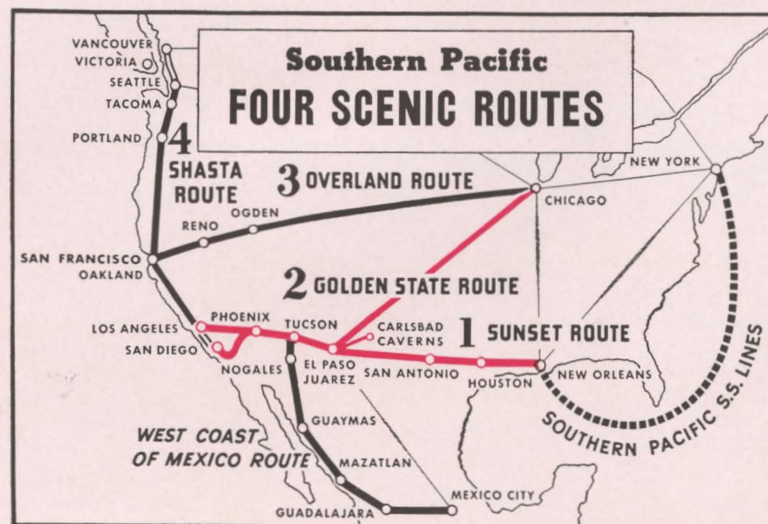 Southern Pacific
FOUR SCENIC ROUTES
VANCOUVER
VICTORIA
SEATTLE
TACOMA
PORTLAND
4
SHASTA
ROUTE
3 OVERLAND ROUTE
NEW YORK
CHICAGO
OGDEN
RENO
SAN FRANCISCO
OAKLAND
2 GOLDEN STATE ROUTE
LOS ANGELES
PHOENIX
TUCSON
CARLSBAD
CAVERNS
1 SUNSET ROUTE
SAN DIEGO
NOGALES
EL PASO
JUAREZ
SAN ANTONIO
HOUSTON
NEW ORLEANS
SOUTHERN PACIFIC S.S. LINES
GUAYMAS
WEST COAST
OF MEXICO ROUTE
MAZATLAN
MEXICO CITY
GUADALAJARA